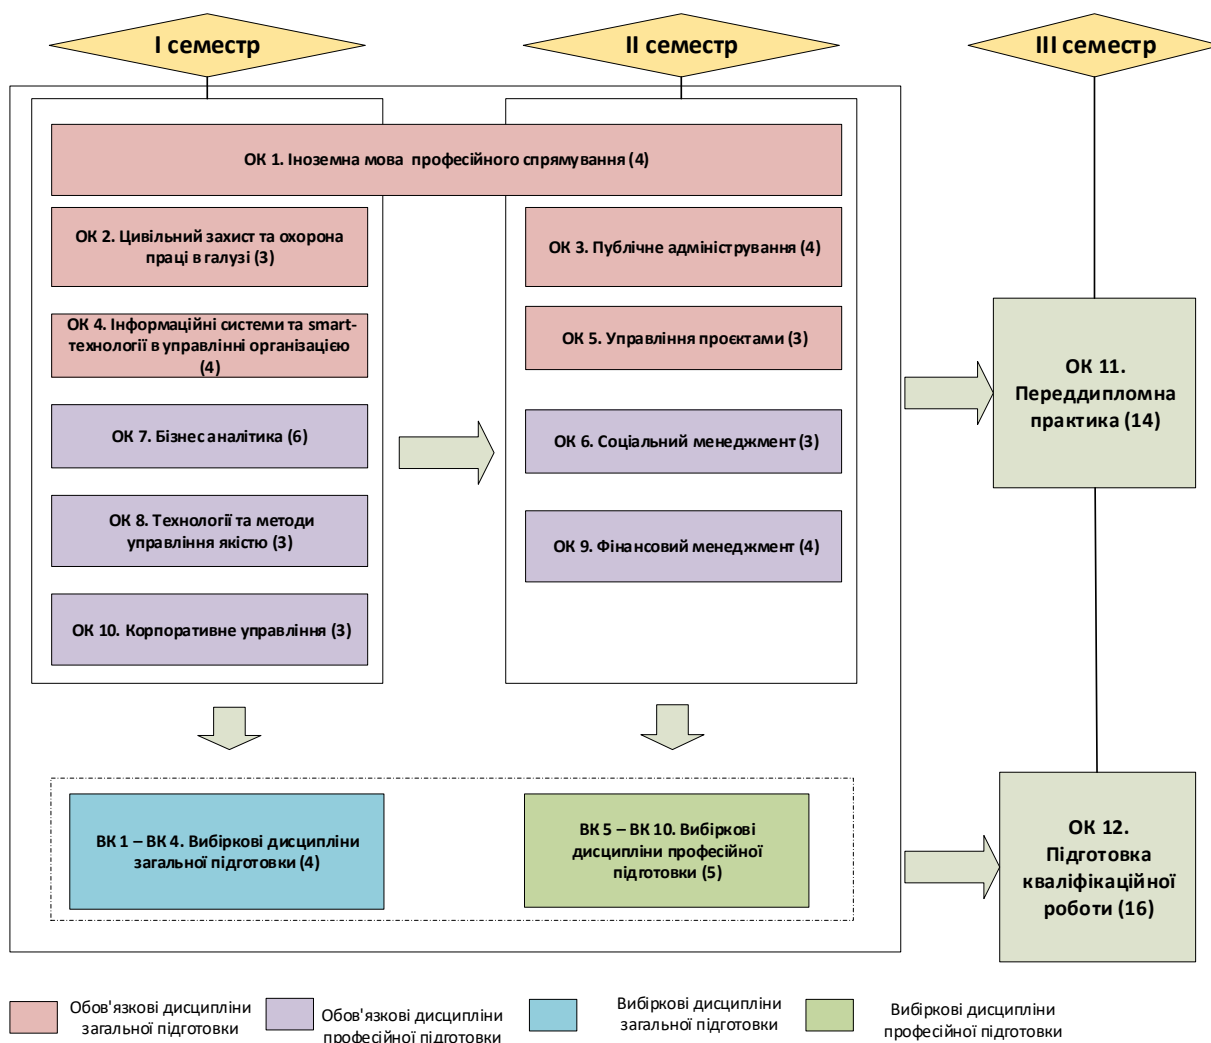 І семестр
ІІ семестр
ІІІ семестр
ОК 1. Іноземна мова професійного спрямування (4)
ОК 2. Цивільний захист та охорона
праці в галузі (3)
ОК 3. Публічне адміністрування (4)
ОК 4. Інформаційні системи та smart-
технології в управлінні організацією
(4)
ОК 5. Управління проєктами (3)
ОК 7. Бізнес аналітика (6)
ОК 6. Соціальний менеджмент (3)
ОК 8. Технології та методи
управління якістю (3)
ОК 9. Фінансовий менеджмент (4)
ОК 10. Корпоративне управління (3)
ОК 11.
Переддипломна
практика (14)
ВК 1 – ВК 4. Вибіркові дисципліни
загальної підготовки (4)
ВК 5 – ВК 10. Вибіркові
дисципліни професійної
підготовки (5)
ОК 12.
Підготовка
кваліфікаційної
роботи (16)
Обов'язкові дисципліни
загальної підготовки
Обов'язкові дисципліни
професійної підготовки
Вибіркові дисципліни
загальної підготовки
Вибіркові дисципліни
професійної підготовки